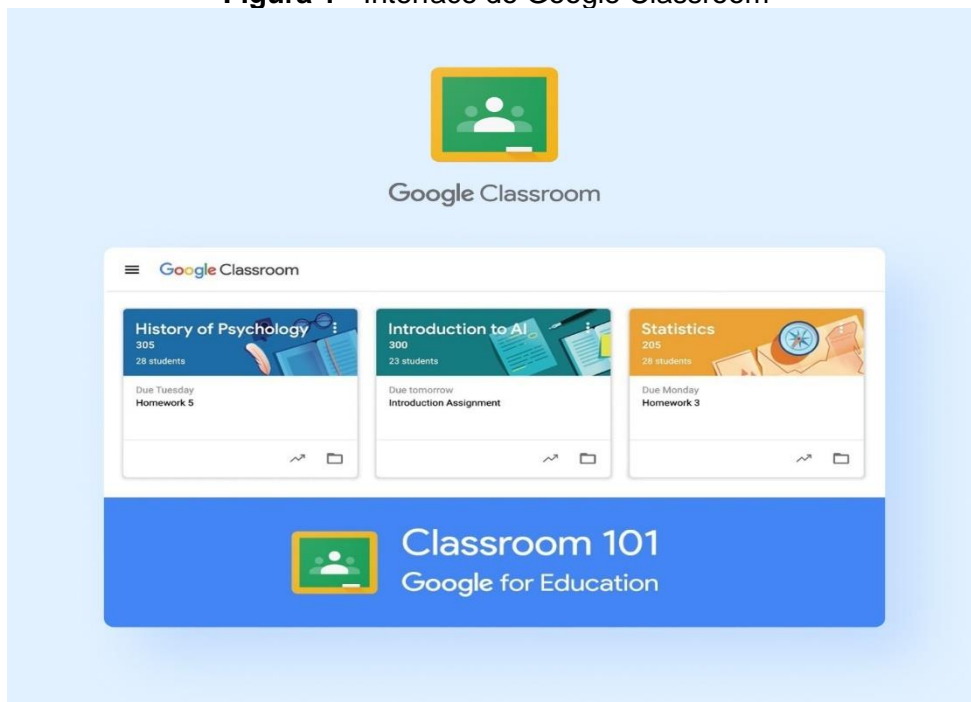 Figura 1 - Interface do Google Classroom
Google Classroom
Google Classroom
History of Psychology
305
28 students
Due Tuesday
Homework 5
Introduction to AI
300
23 students
Due tomorrow
Introduction Assignment
Statistics
205
28 students
Due Monday
Homework 3
Classroom 101
Google for Education